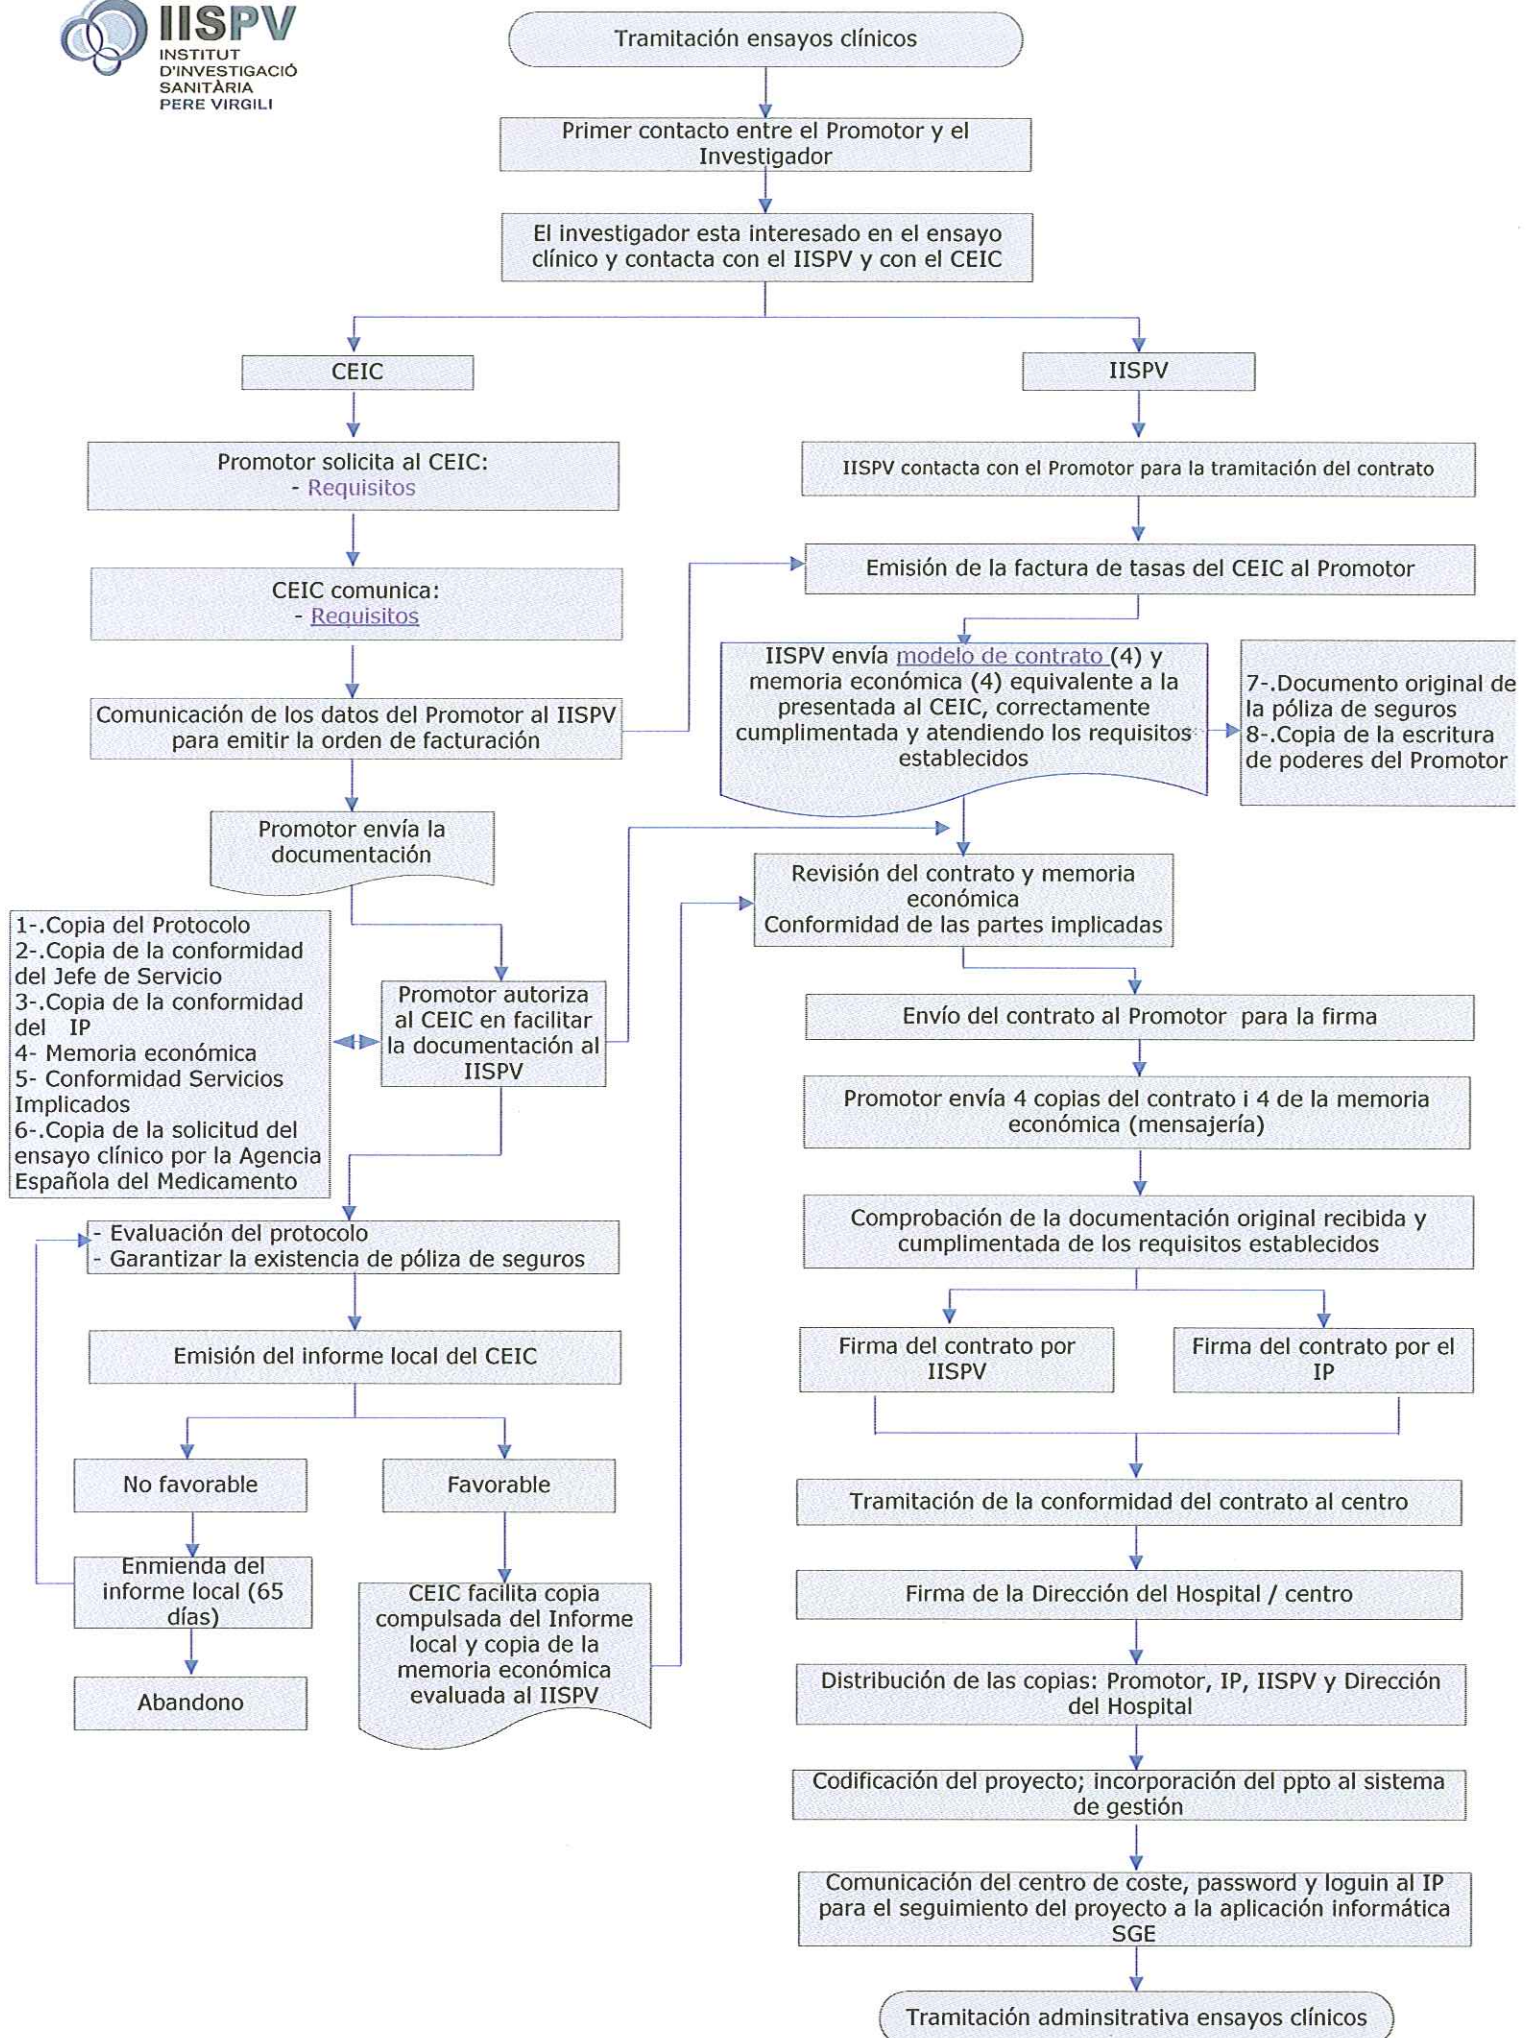 IISPV
INSTITUT
D'INVESTIGACIÓ
SANITÀRIA
PERE VIRGILI
Tramitación ensayos clínicos
Primer contacto entre el Promotor y el
Investigador
El investigador esta interesado en el ensayo
clínico y contacta con el IISPV y con el CEIC
CEIC
Promotor solicita al CEIC:
- Requisitos
CEIC comunica:
- Requisitos
Comunicación de los datos del Promotor al IISPV
para emitir la orden de facturación
Promotor envía la
documentación
1-.Copia del Protocolo
2-.Copia de la conformidad
del Jefe de Servicio
3-.Copia de la conformidad
del IP
4- Memoria económica
5- Conformidad Servicios
Implicados
6-.Copia de la solicitud del
ensayo clínico por la Agencia
Española del Medicamento
Promotor autoriza
al CEIC en facilitar
la documentación al
IISPV
- Evaluación del protocolo
- Garantizar la existencia de póliza de seguros
Emisión del informe local del CEIC
No favorable
Enmienda del
informe local (65
días)
Abandono
Favorable
CEIC facilita copia
compulsada del Informe
local y copia de la
memoria económica
evaluada al IISPV
IISPV
IISPV contacta con el Promotor para la tramitación del contrato
Emisión de la factura de tasas del CEIC al Promotor
IISPV envía modelo de contrato (4) y
memoria económica (4) equivalente a la
presentada al CEIC, correctamente
cumplimentada y atendiendo los requisitos
establecidos
7-.Documento original de
la póliza de seguros
8-.Copia de la escritura
de poderes del Promotor
Revisión del contrato y memoria
económica
Conformidad de las partes implicadas
Envío del contrato al Promotor para la firma
Promotor envía 4 copias del contrato i 4 de la memoria
económica (mensajería)
Comprobación de la documentación original recibida y
cumplimentada de los requisitos establecidos
Firma del contrato por
IISPV
Firma del contrato por el
IP
Tramitación de la conformidad del contrato al centro
Firma de la Dirección del Hospital / centro
Distribución de las copias: Promotor, IP, IISPV y Dirección
del Hospital
Codificación del proyecto; incorporación del ppto al sistema
de gestión
Comunicación del centro de coste, password y loguin al IP
para el seguimiento del proyecto a la aplicación informática
SGE
Tramitación adminsitrativa ensayos clínicos